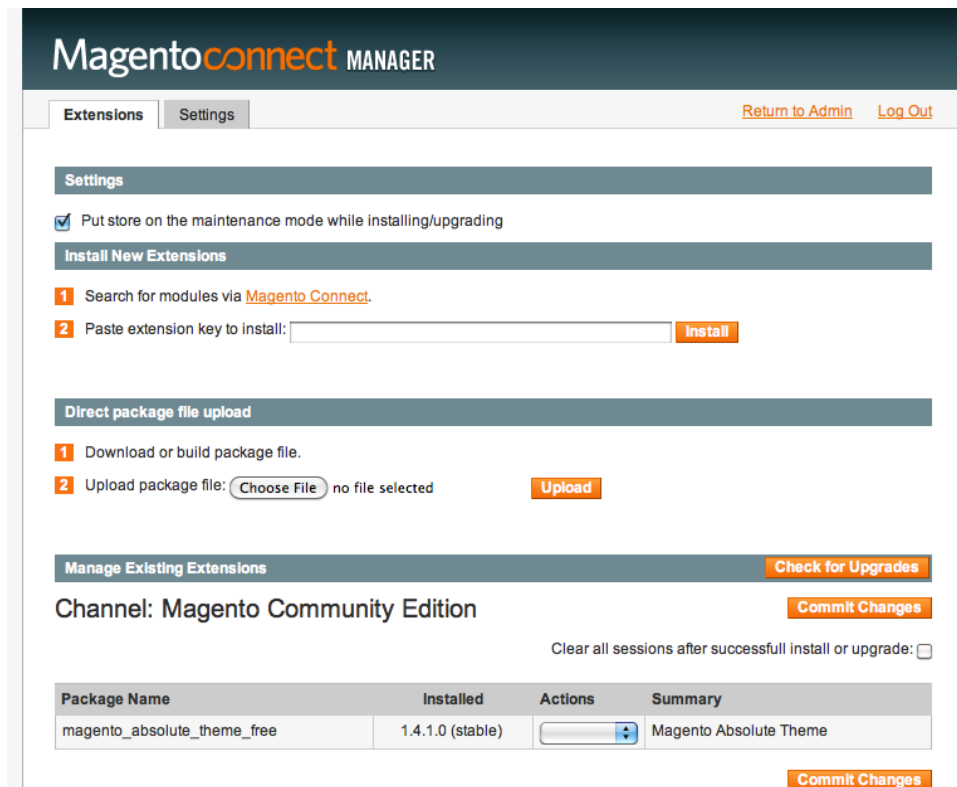 Magentoconnect MANAGER
Extensions Settings Return to Admin Log Out
Settings
Put store on the maintenance mode while installing/upgrading
Install New Extensions
1 Search for modules via Magento Connect.
2 Paste extension key to install: Install
Direct package file upload
1 Download or build package file.
2 Upload package file: Choose File no file selected Upload
Manage Existing Extensions Check for Upgrades
Channel: Magento Community Edition Commit Changes
Clear all sessions after successfull install or upgrade:
Package Name Installed Actions Summary
magento_absolute_theme_free 1.4.1.0 (stable) Magento Absolute Theme
Commit Changes